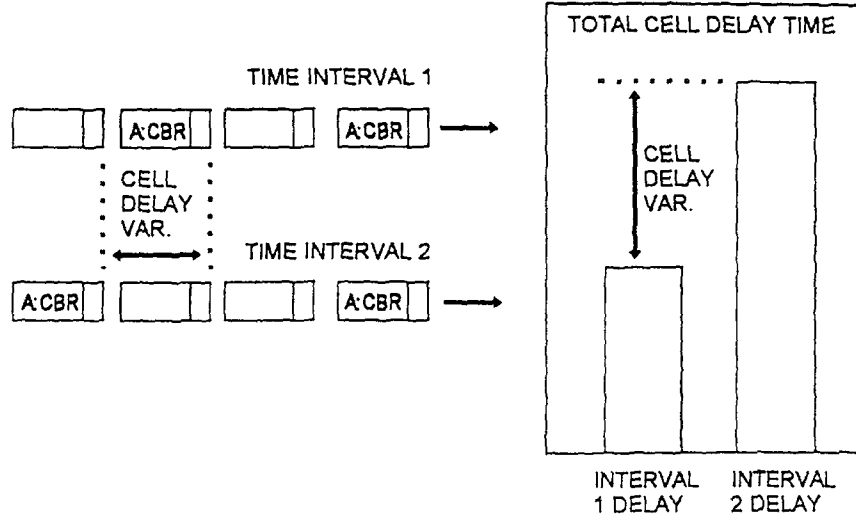 TOTAL CELL DELAY TIME
TIME INTERVAL 1
A:CBR
A:CBR
CELL
DELAY
VAR.
CELL
DELAY
VAR.
TIME INTERVAL 2
A:CBR
A:CBR
INTERVAL
1 DELAY
INTERVAL
2 DELAY